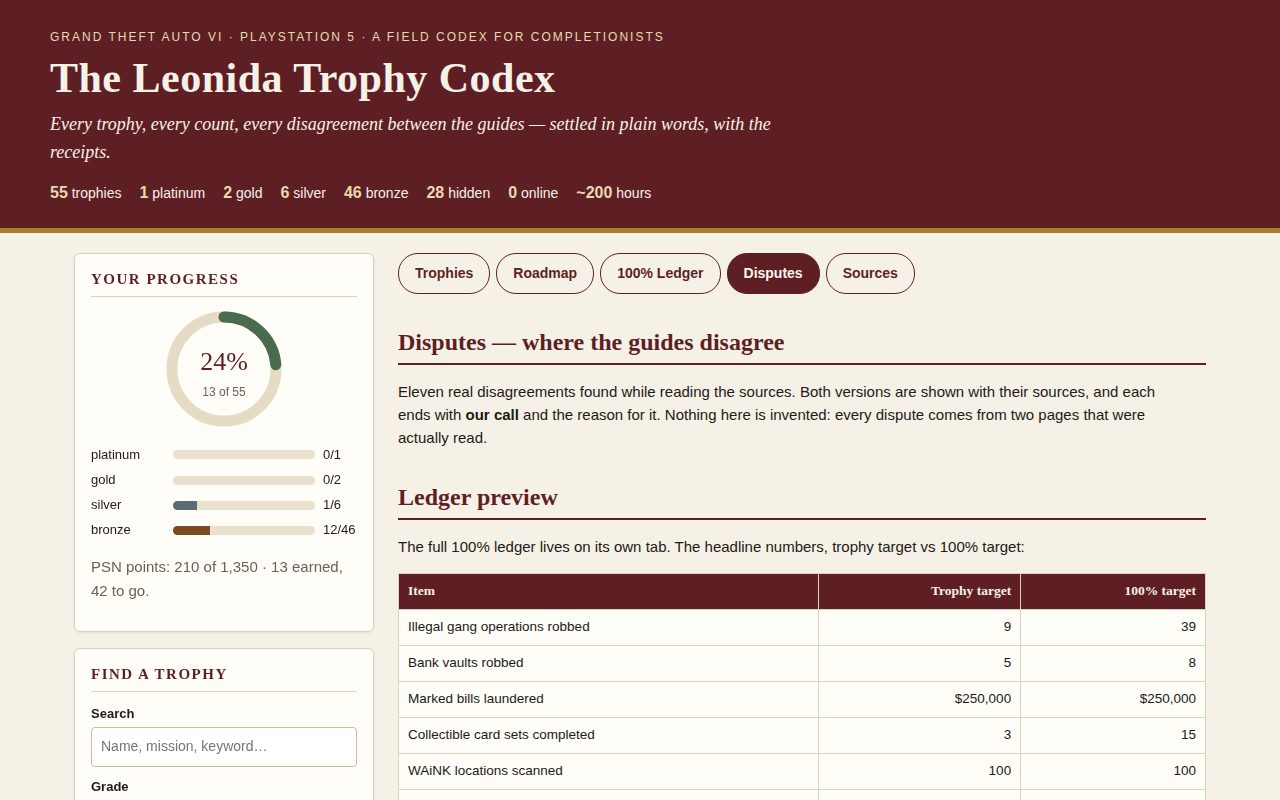 GRAND THEFT AUTO VI · PLAYSTATION 5 · A FIELD CODEX FOR COMPLETIONISTS
The Leonida Trophy Codex
Every trophy, every count, every disagreement between the guides — settled in plain words, with the
receipts.
55 trophies 1 platinum 2 gold 6 silver 46 bronze 28 hidden 0 online ~200 hours
YOUR PROGRESS
24%
13 of 55
platinum 0/1
gold 0/2
silver 1/6
bronze 12/46
PSN points: 210 of 1,350 · 13 earned,
42 to go.
FIND A TROPHY
Search
Name, mission, keyword…
Grade
Trophies Roadmap 100% Ledger Disputes Sources
Disputes — where the guides disagree
Eleven real disagreements found while reading the sources. Both versions are shown with their sources, and each
ends with our call and the reason for it. Nothing here is invented: every dispute comes from two pages that were
actually read.
Ledger preview
The full 100% ledger lives on its own tab. The headline numbers, trophy target vs 100% target:
Item Trophy target 100% target
Illegal gang operations robbed 9 39
Bank vaults robbed 5 8
Marked bills laundered $250,000 $250,000
Collectible card sets completed 3 15
WAiNK locations scanned 100 100